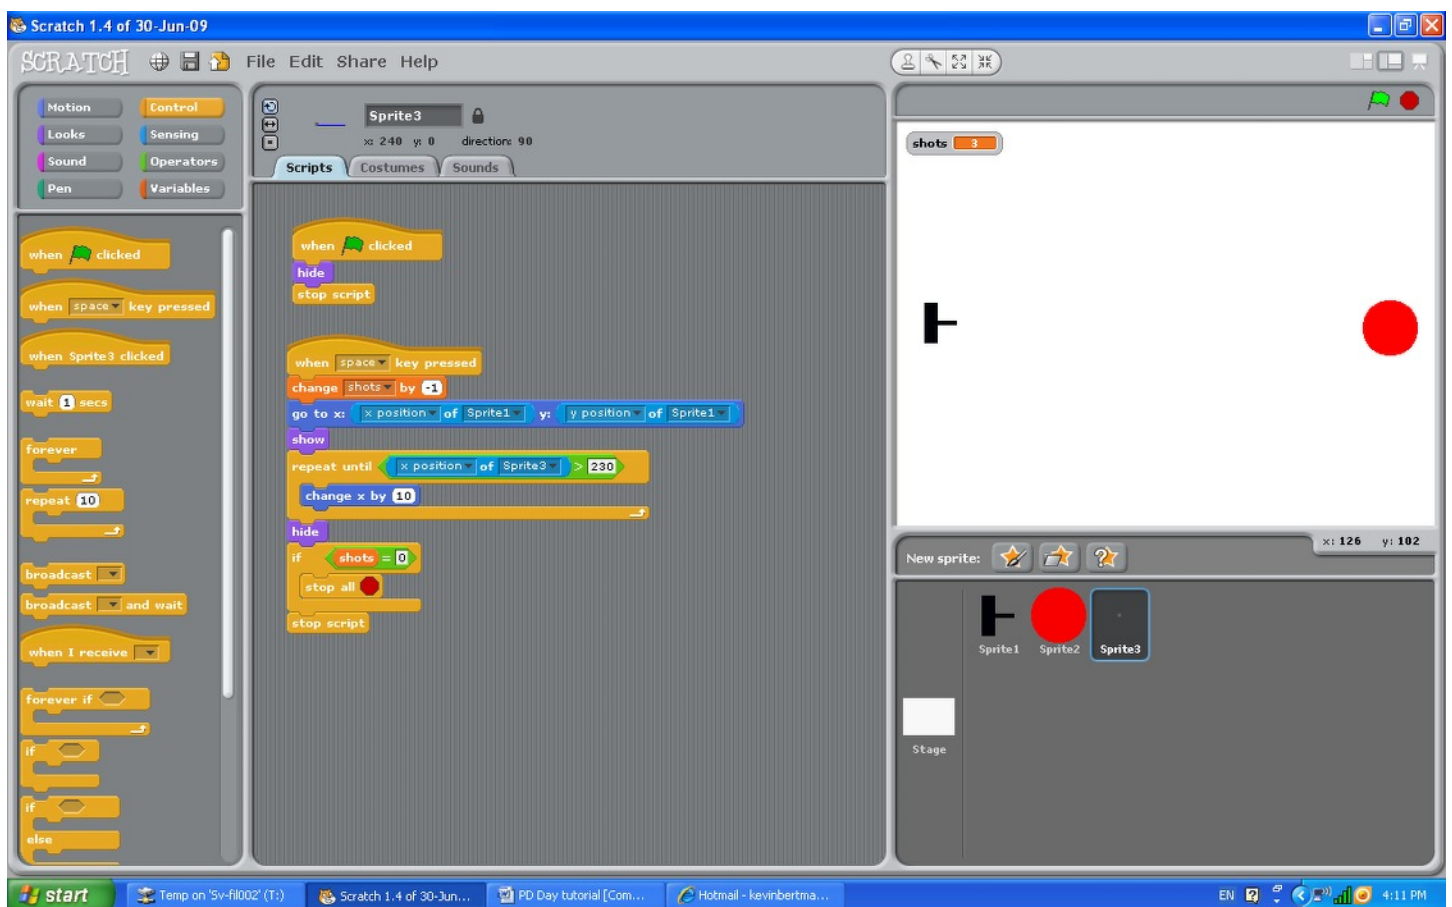 Scratch 1.4 of 30-Jun-09
SCRATCH File Edit Share Help
Motion Control
Looks Sensing
Sound Operators
Pen Variables
when clicked
when space key pressed
when Sprite3 clicked
wait 1 secs
forever
repeat 10
broadcast
broadcast and wait
when I receive
forever if
if
if
else
Sprite3
x: 240 y: 0 direction: 90
Scripts Costumes Sounds
when clicked
hide
stop script
when space key pressed
change shots by -1
go to x: x position of Sprite1 y: y position of Sprite1
show
repeat until x position of Sprite3 > 230
change x by 10
hide
if shots = 0
stop all
stop script
shots 3
x: 126 y: 102
New sprite:
Sprite1 Sprite2 Sprite3
Stage
start Temp on 'Sv-fil002' (T:) Scratch 1.4 of 30-Jun... PD Day tutorial [Com... Hotmail - kevinbertma... EN 4:11 PM